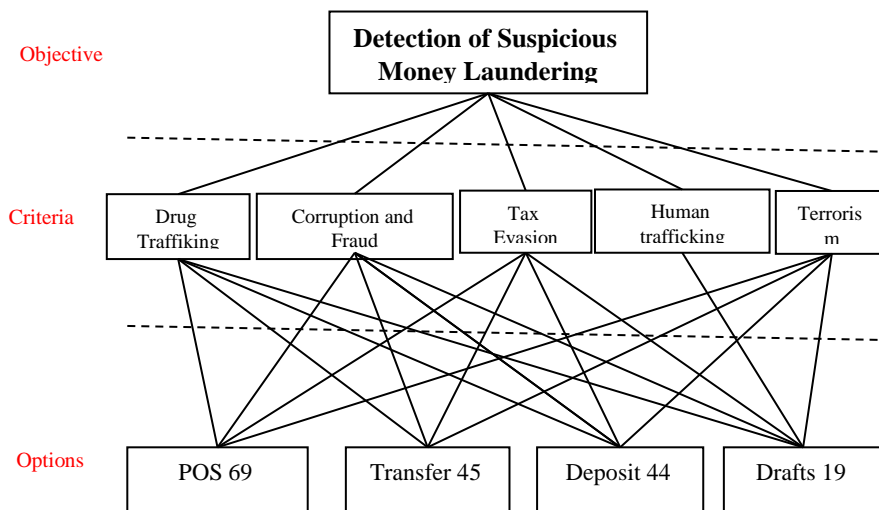 Objective
Detection of Suspicious
Money Laundering
Criteria
Drug
Traffiking
Corruption and
Fraud
Tax
Evasion
Human
trafficking
Terroris
m
Options
POS 69
Transfer 45
Deposit 44
Drafts 19